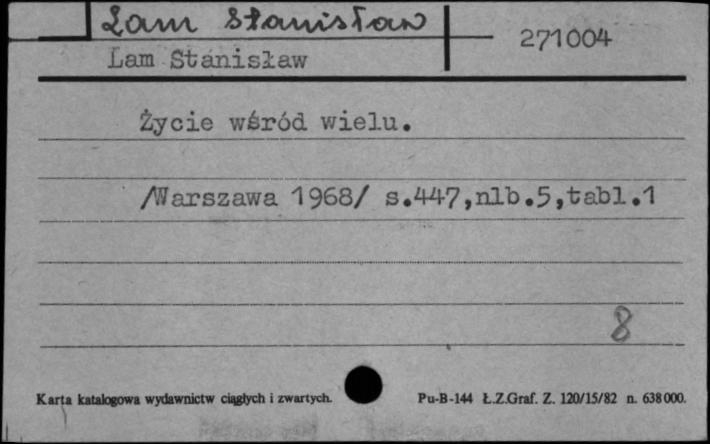 Lam Stanisław
271004
Lam Stanisław
Życie wśród wielu.
/Warszawa 1968/ s.447,nlb.5,tabl.1
8
Karta katalogowa wydawnictw ciągłych i zwartych. Pu-B-144 Ł.Z.Graf. Z. 120/15/82 n. 638000.